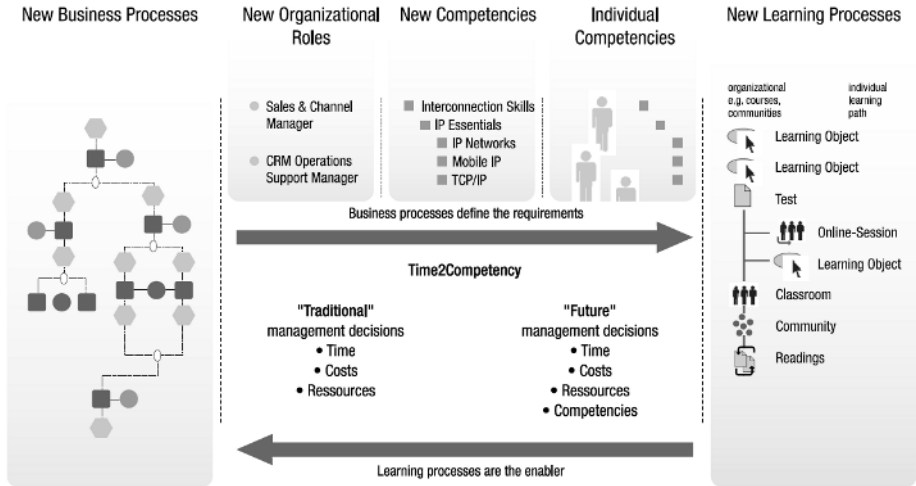 New Business Processes
New Organizational
Roles
New Competencies
Individual
Competencies
New Learning Processes
Sales & Channel
Manager
CRM Operations
Support Manager
Interconnection Skills
IP Essentials
IP Networks
Mobile IP
TCP/IP
organizational
e.g. courses,
communities
individual
learning
path
Learning Object
Learning Object
Test
Online-Session
Learning Object
Classroom
Community
Readings
Business processes define the requirements
Time2Competency
"Traditional"
management decisions
• Time
• Costs
• Ressources
"Future"
management decisions
• Time
• Costs
• Ressources
• Competencies
Learning processes are the enabler